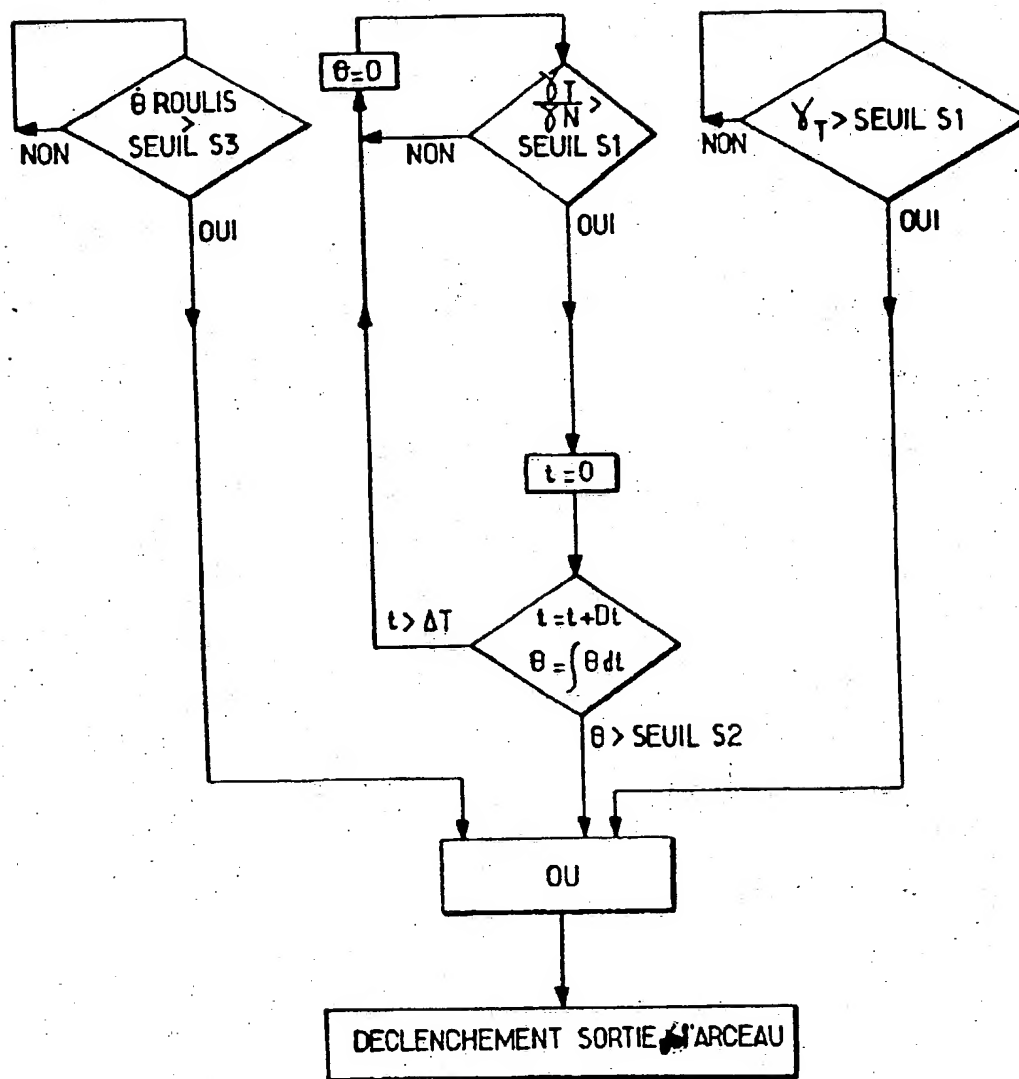 θ̇ ROULIS
>
SEUIL S3
NON
OUI
θ=0
γT/γN >
SEUIL S1
NON
OUI
γT > SEUIL S1
NON
OUI
t=0
t=t+Dt
θ=∫θdt
t>ΔT
θ> SEUIL S2
OU
DECLENCHEMENT SORTIE ARCEAU